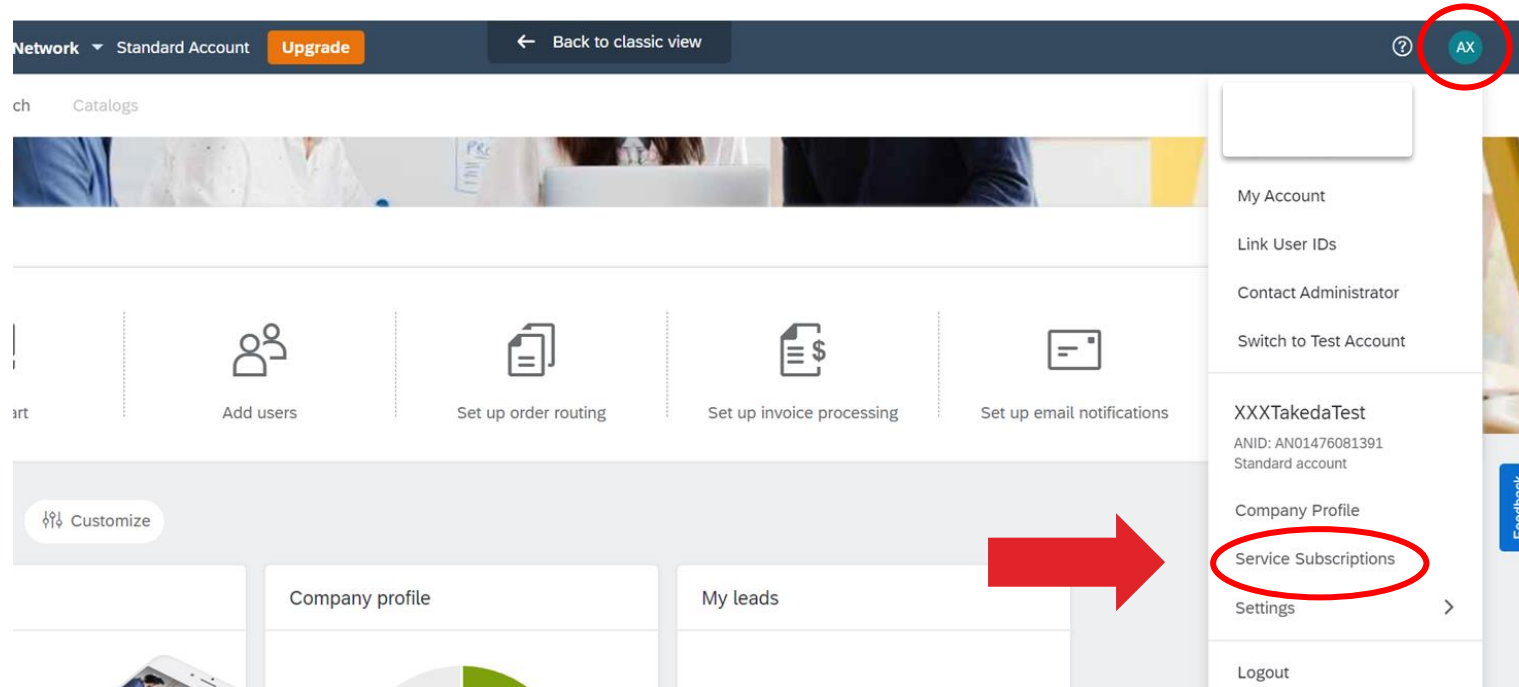 Network Standard Account Upgrade ← Back to classic view AX
ch Catalogs
My Account
Link User IDs
Contact Administrator
Switch to Test Account
art Add users Set up order routing Set up invoice processing Set up email notifications
XXXTakedaTest
ANID: AN01476081391
Standard account
Company Profile
Feedback
Customize
Service Subscriptions
Company profile My leads
Settings
Logout